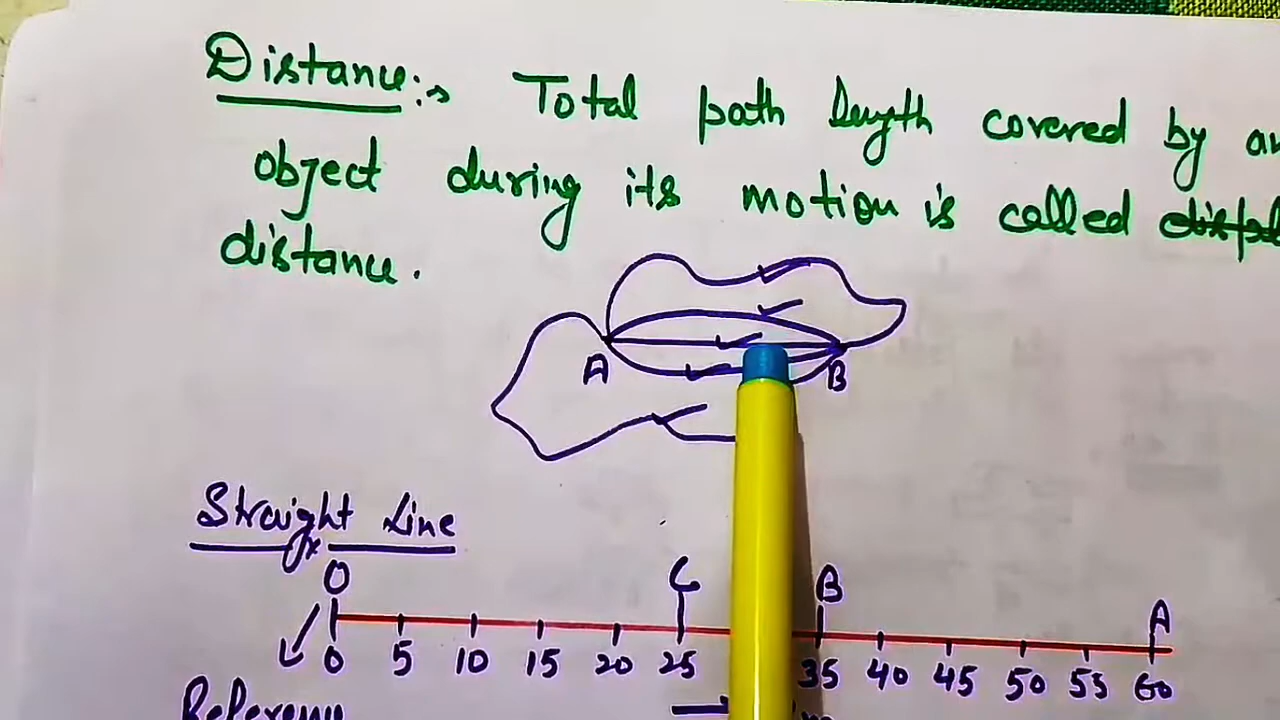 Distance:→ Total path length covered by an
object during its motion is called
distance.
A B
Straight Line
O C B A
0 5 10 15 20 25 35 40 45 50 55 60